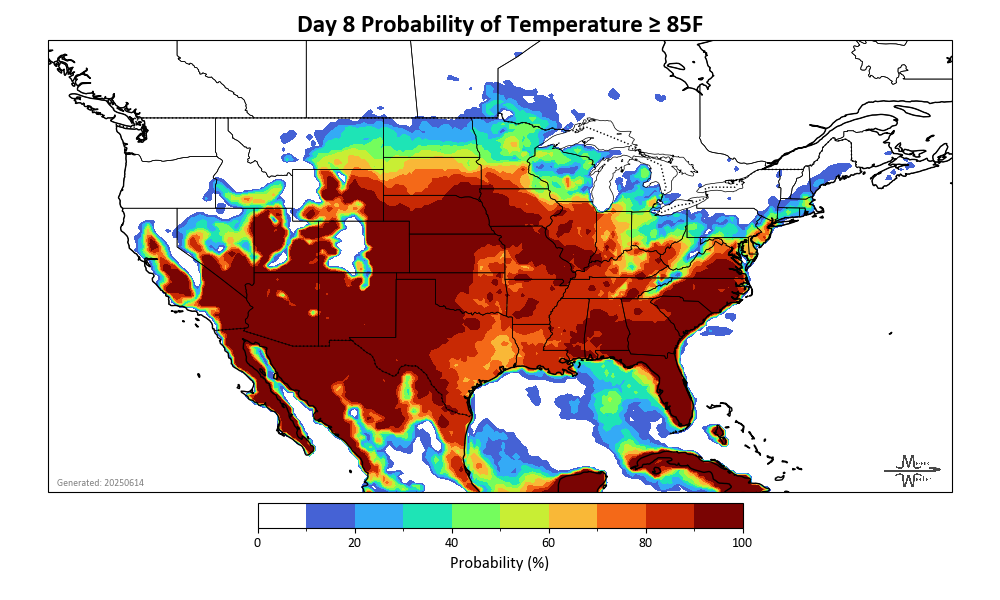 Day 8 Probability of Temperature ≥ 85F
Generated: 20250614
0 20 40 60 80 100
Probability (%)